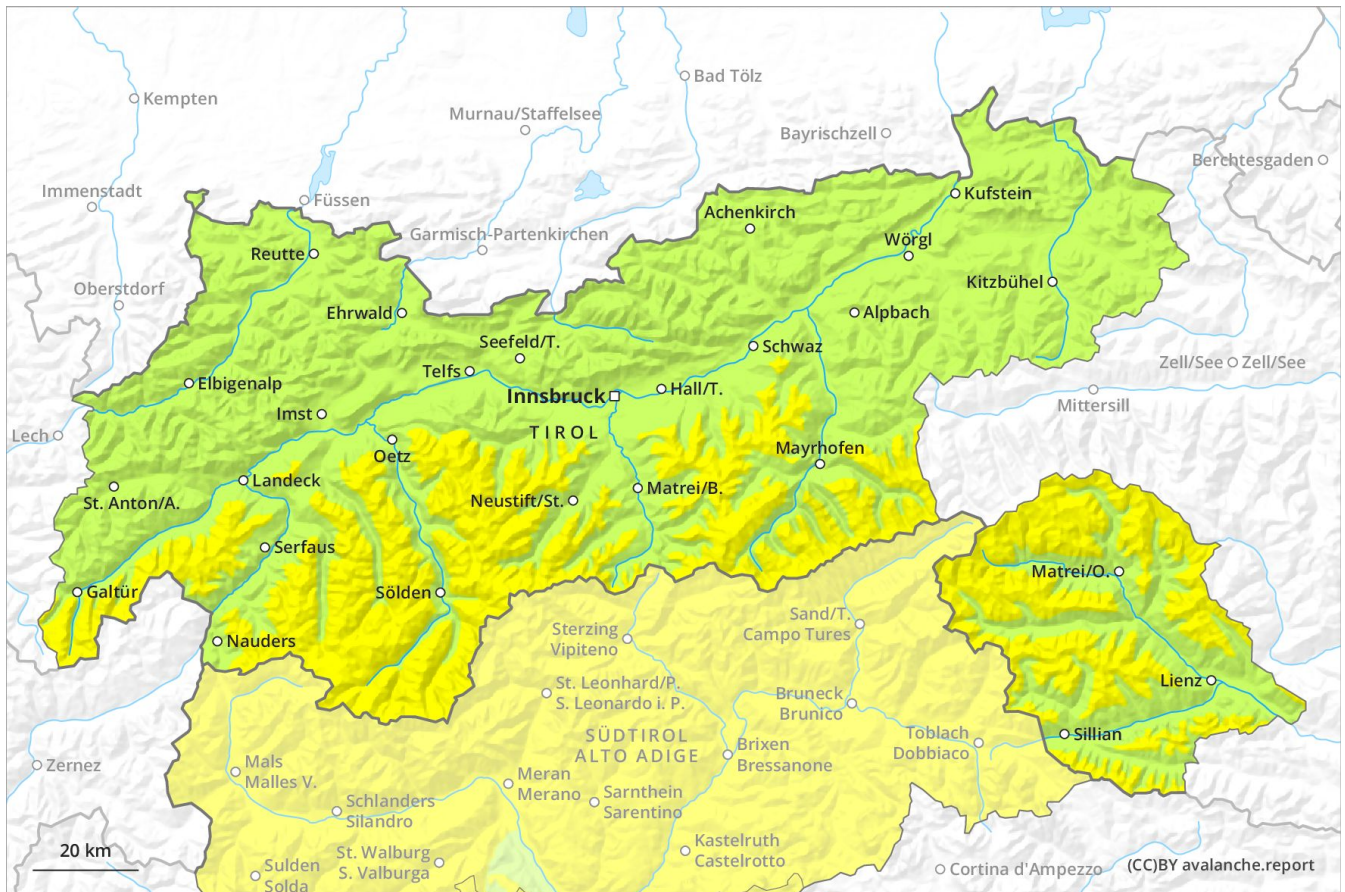 Kempten
Bad Tölz
Murnau/Staffelsee
Bayrischzell
Berchtesgaden
Immenstadt
Füssen
Kufstein
Achenkirch
Garmisch-Partenkirchen
Wörgl
Reutte
Kitzbühel
Oberstdorf
Ehrwald
Alpbach
Seefeld/T.
Schwaz
Zell/See
Zell/See
Telfs
Elbigenalp
Hall/T.
Innsbruck
Mittersill
Imst
TIROL
Lech
Mayrhofen
Oetz
Landeck
Matrei/B.
St. Anton/A.
Neustift/St.
Serfaus
Matrei/O.
Galtür
Sölden
Sand/T.
Campo Tures
Sterzing
Vipiteno
Nauders
Lienz
St. Leonhard/P.
S. Leonardo i. P.
Bruneck
Brunico
Sillian
SÜDTIROL
ALTO ADIGE
Toblach
Dobbiaco
Brixen
Bressanone
Zernez
Mals
Malles V.
Meran
Merano
Sarnthein
Sarentino
Schlanders
Silandro
Kastelruth
Castelrotto
20 km
St. Walburg
S. Valburga
Sulden
Solda
Cortina d'Ampezzo
(CC)BY avalanche.report